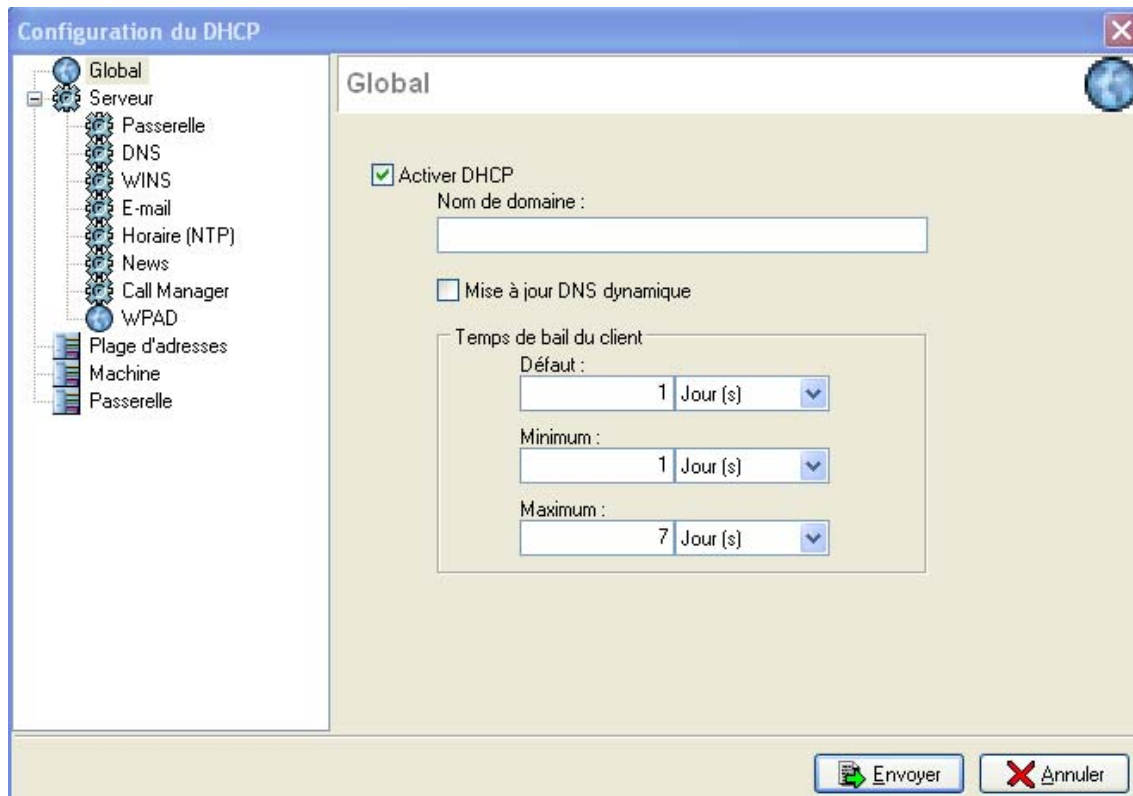 Configuration du DHCP
Global
Serveur
Passerelle
DNS
WINS
E-mail
Horaire (NTP)
News
Call Manager
WPAD
Plage d'adresses
Machine
Passerelle
Global
Activer DHCP
Nom de domaine :
Mise à jour DNS dynamique
Temps de bail du client
Défaut :
1 Jour (s)
Minimum :
1 Jour (s)
Maximum :
7 Jour (s)
Envoyer
Annuler